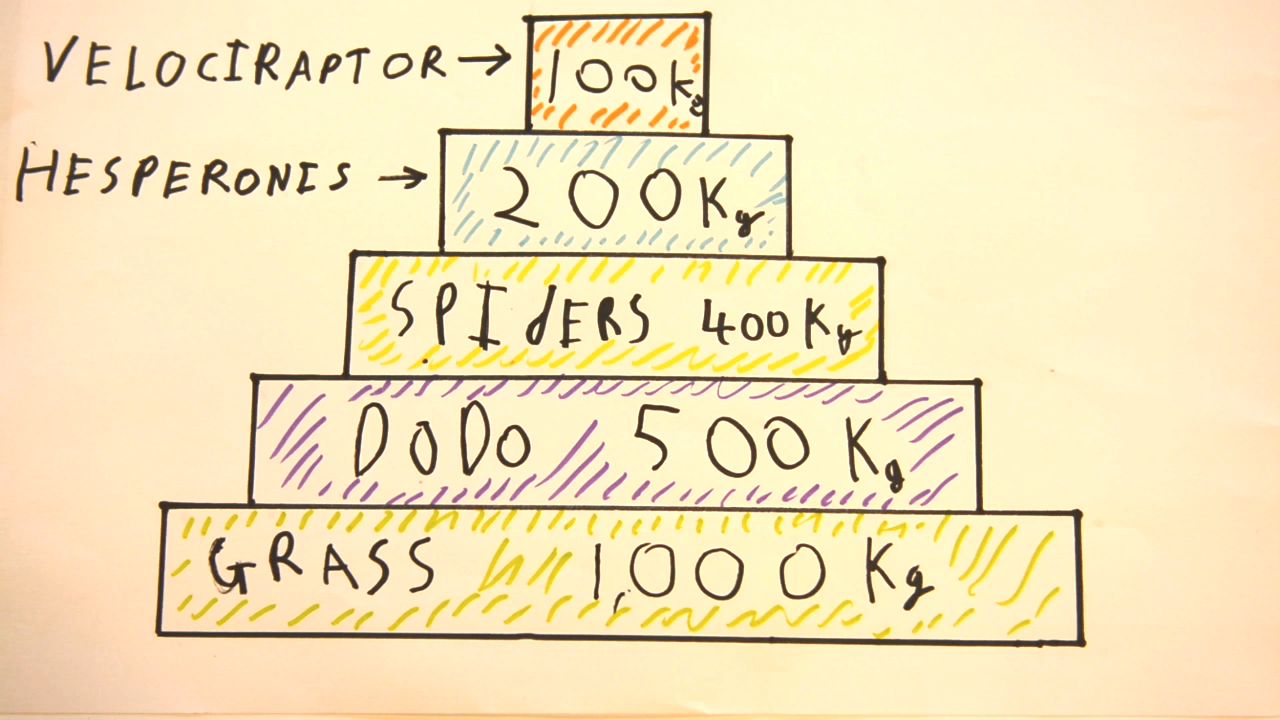 VELOCIRAPTOR → 100Kg
HESPERONIS → 200Kg
SPIdERS 400Kg
DoDo 500Kg
GRASS 1,000Kg